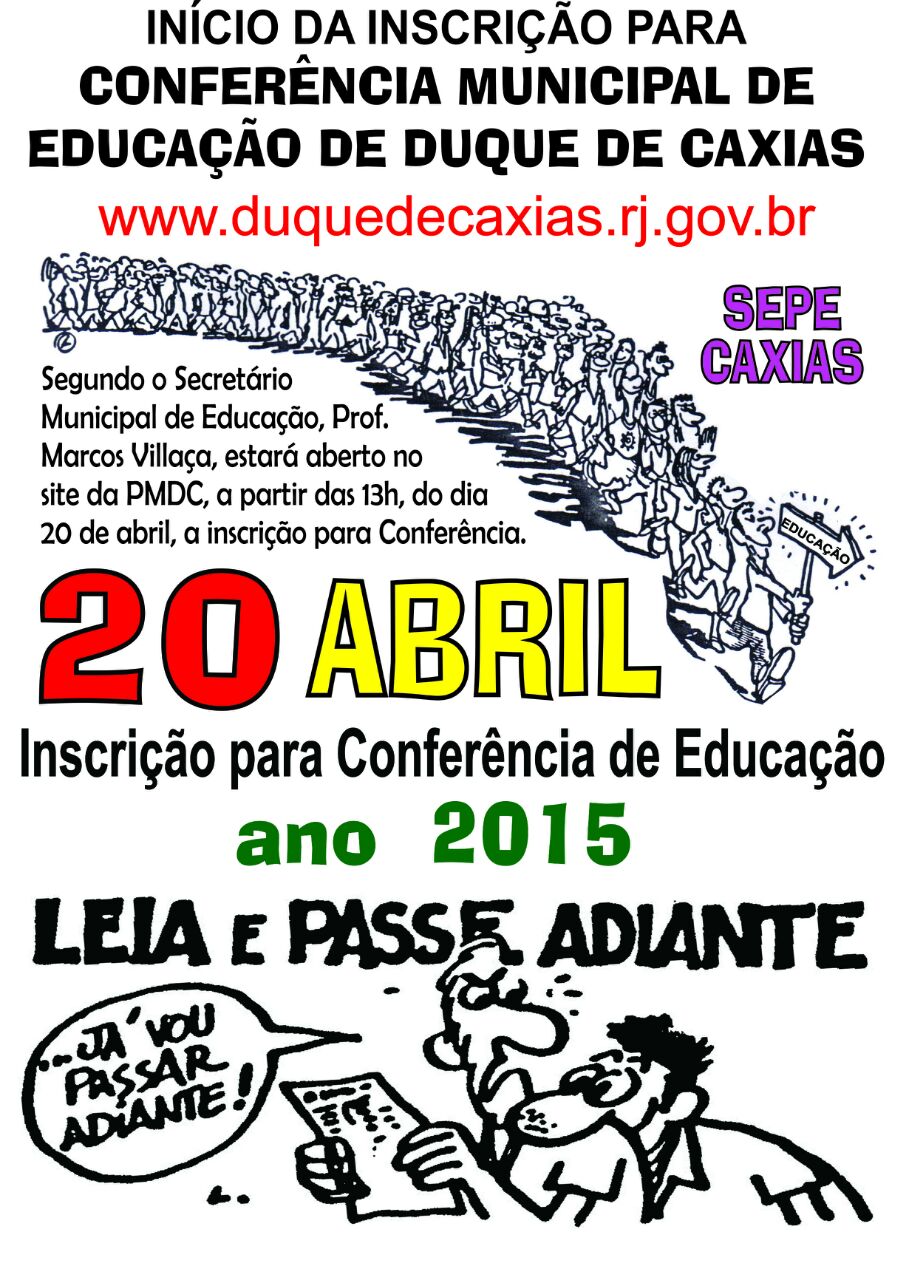 INÍCIO DA INSCRIÇÃO PARA
CONFERÊNCIA MUNICIPAL DE
EDUCAÇÃO DE DUQUE DE CAXIAS
www.duquedecaxias.rj.gov.br
SEPE
CAXIAS
Segundo o Secretário
Municipal de Educação, Prof.
Marcos Villaça, estará aberto no
site da PMDC, a partir das 13h, do dia
20 de abril, a inscrição para Conferência.
EDUCAÇÃO
20 ABRIL
Inscrição para Conferência de Educação
ano 2015
LEIA E PASSE ADIANTE
...JÁ VOU
PASSAR
ADIANTE!